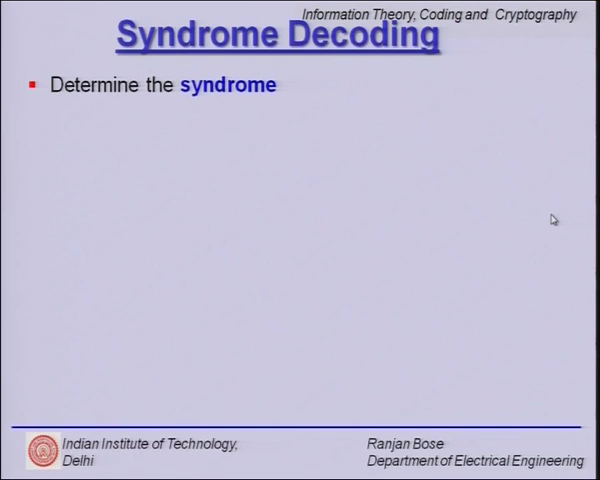 Information Theory, Coding and Cryptography
Syndrome Decoding
Determine the syndrome
Indian Institute of Technology,
Delhi
Ranjan Bose
Department of Electrical Engineering